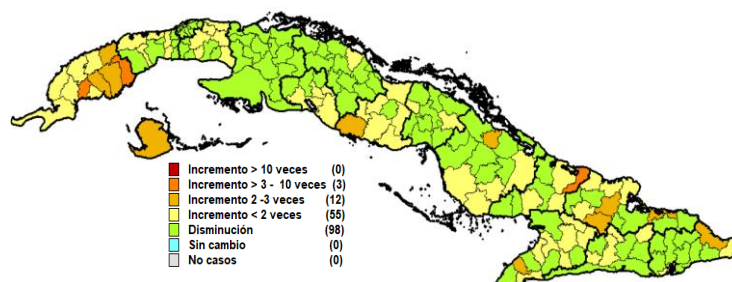 Incremento > 10 veces (0)
Incremento > 3 - 10 veces (3)
Incremento 2 -3 veces (12)
Incremento < 2 veces (55)
Disminución (98)
Sin cambio (0)
No casos (0)